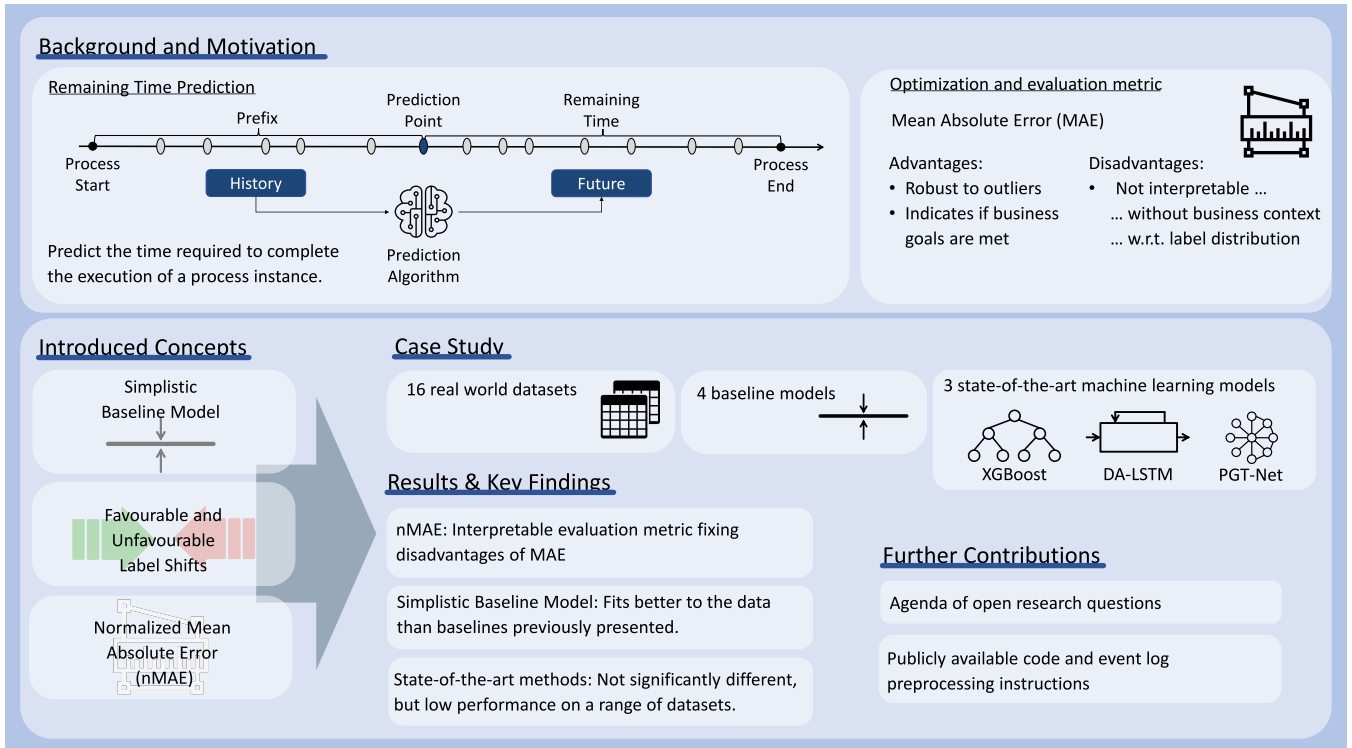 Background and Motivation
Remaining Time Prediction
Prefix
Prediction
Point
Remaining
Time
Process
Start
Process
End
History
Future
Prediction
Algorithm
Predict the time required to complete
the execution of a process instance.
Optimization and evaluation metric
Mean Absolute Error (MAE)
Advantages:
• Robust to outliers
• Indicates if business
goals are met
Disadvantages:
• Not interpretable ...
... without business context
... w.r.t. label distribution
Introduced Concepts
Simplistic
Baseline Model
Favourable and
Unfavourable
Label Shifts
Normalized Mean
Absolute Error
(nMAE)
Case Study
16 real world datasets
4 baseline models
3 state-of-the-art machine learning models
XGBoost
DA-LSTM
PGT-Net
Results & Key Findings
nMAE: Interpretable evaluation metric fixing
disadvantages of MAE
Simplistic Baseline Model: Fits better to the data
than baselines previously presented.
State-of-the-art methods: Not significantly different,
but low performance on a range of datasets.
Further Contributions
Agenda of open research questions
Publicly available code and event log
preprocessing instructions